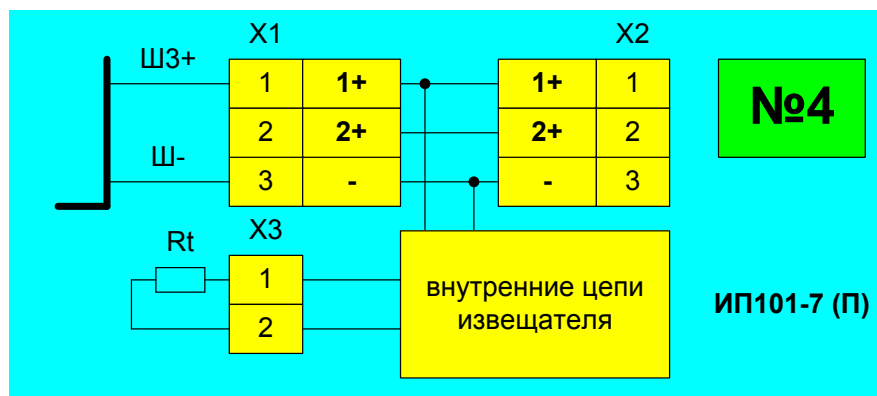 X1
X2
Ш3+
1 1+ 1+ 1
№4
2 2+ 2+ 2
Ш-
3 - - 3
X3
Rt
1
внутренние цепи
извещателя
ИП101-7 (П)
2